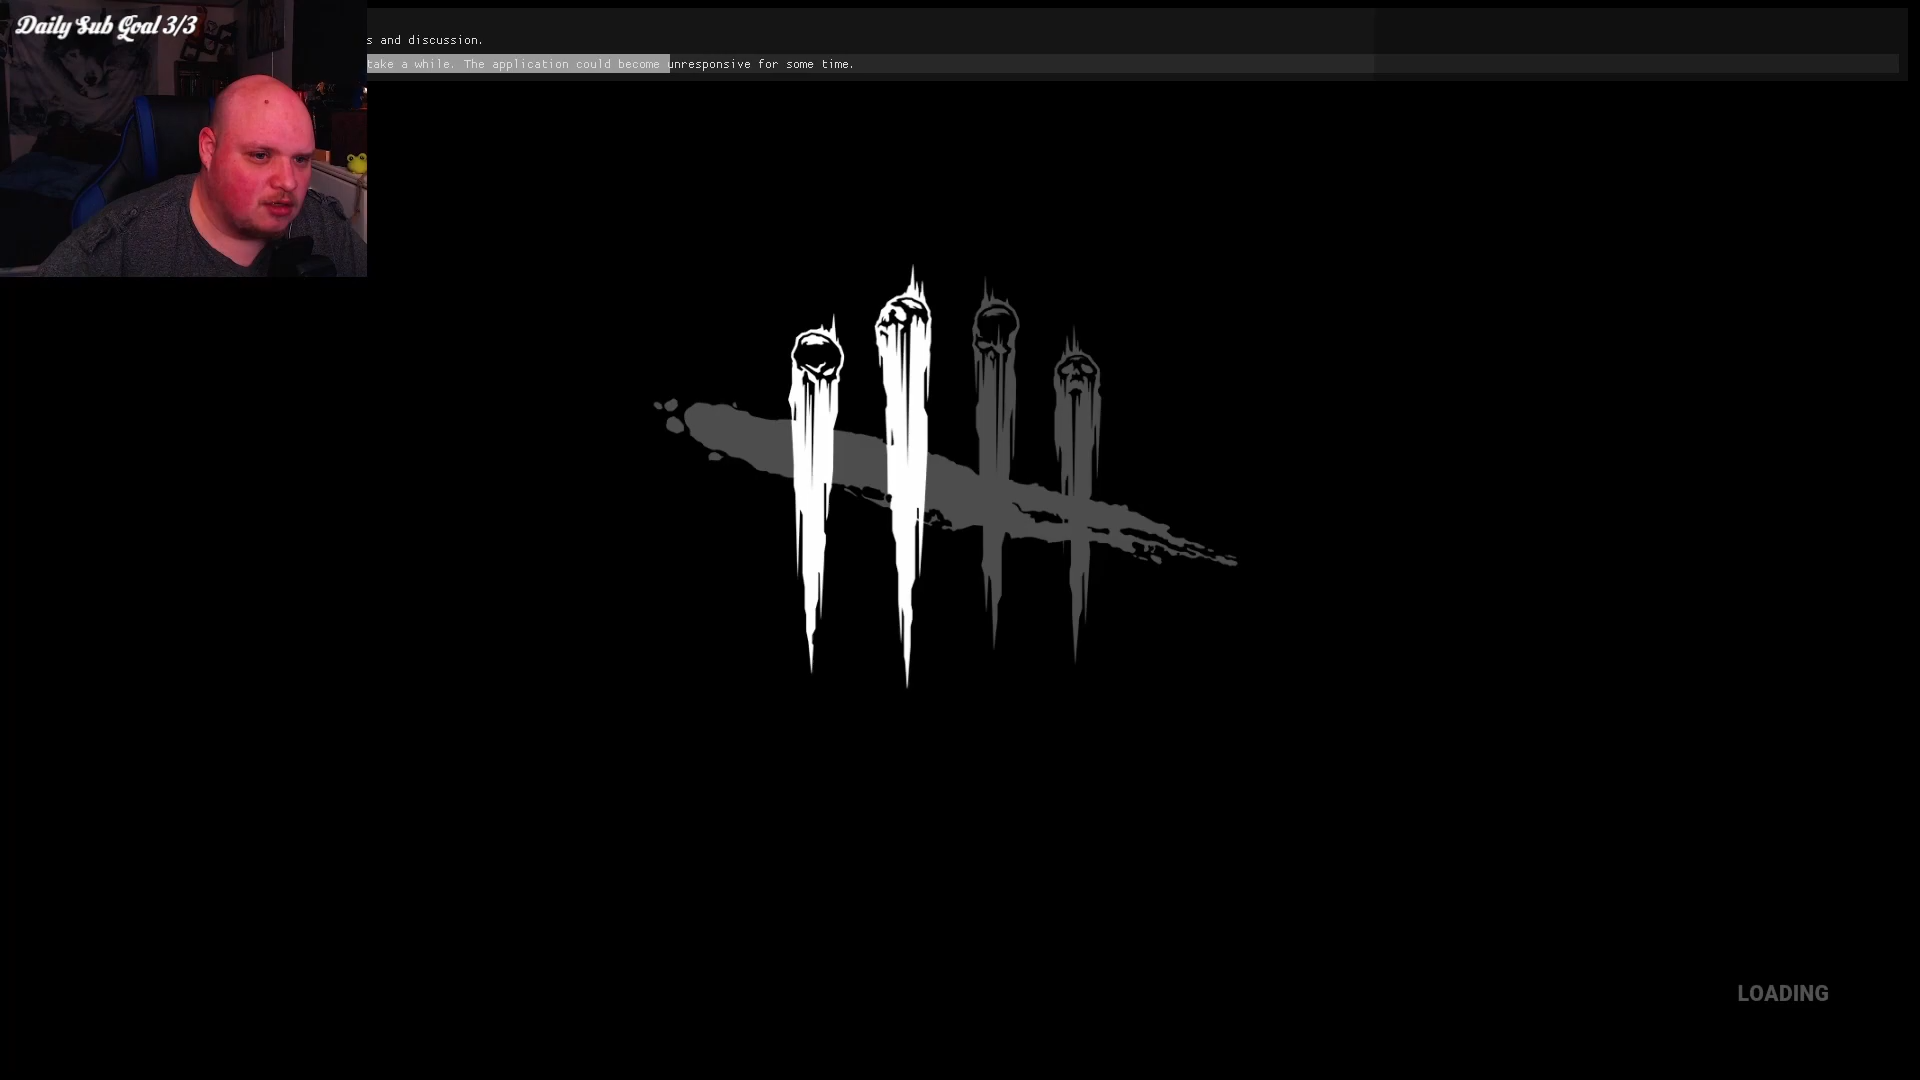 Daily Sub Goal 3/3
s and discussion.
take a while. The application could become unresponsive for some time.
LOADING